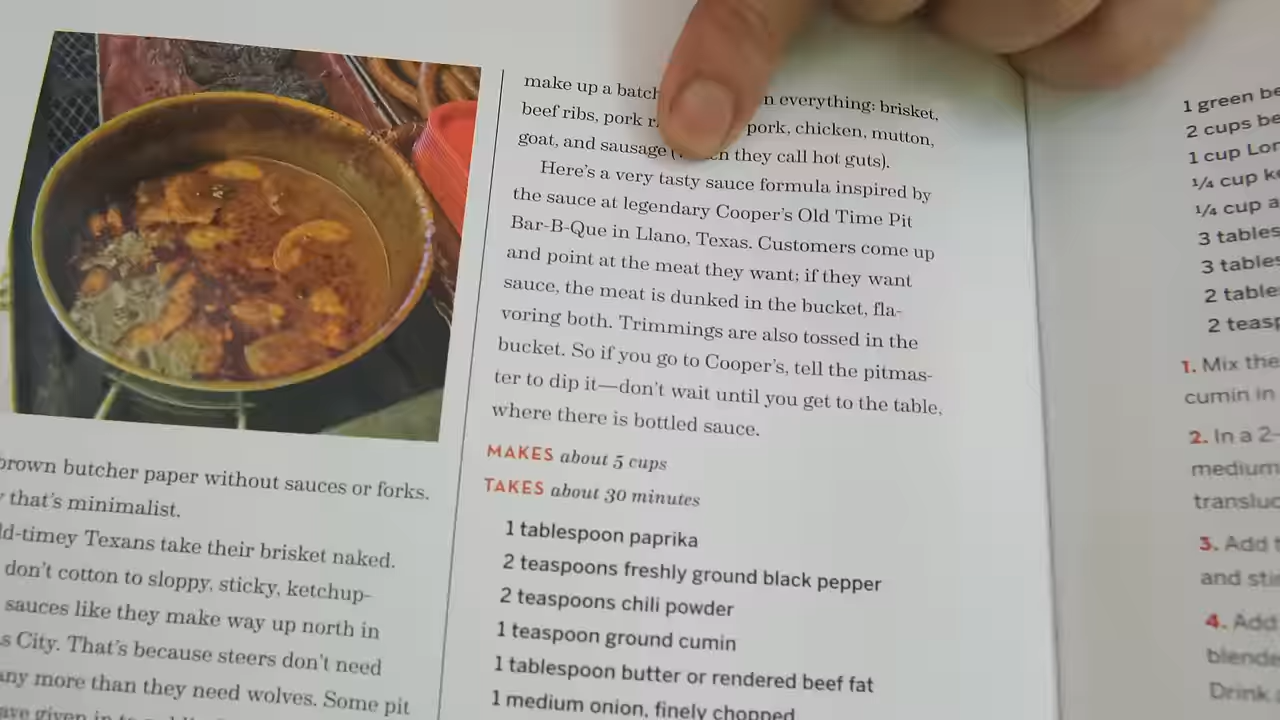 brown butcher paper without sauces or forks.
that's minimalist.
ld-timey Texans take their brisket naked.
don't cotton to sloppy, sticky, ketchup-
sauces like they make way up north in
s City. That's because steers don't need
any more than they need wolves. Some pit
make up a batch
n everything: brisket,
beef ribs, pork
pork, chicken, mutton,
goat, and sausage (
they call hot guts).
Here's a very tasty sauce formula inspired by
the sauce at legendary Cooper's Old Time Pit
Bar-B-Que in Llano, Texas. Customers come up
and point at the meat they want; if they want
sauce, the meat is dunked in the bucket, fla-
voring both. Trimmings are also tossed in the
bucket. So if you go to Cooper's, tell the pitmas-
ter to dip it—don't wait until you get to the table,
where there is bottled sauce.
MAKES about 5 cups
TAKES about 30 minutes
1 tablespoon paprika
2 teaspoons freshly ground black pepper
2 teaspoons chili powder
1 teaspoon ground cumin
1 tablespoon butter or rendered beef fat
1 medium onion, finely chopped
1 green be
2 cups be
1 cup Lon
1/4 cup k
1/4 cup a
3 tables
3 tables
2 table
2 teasp
1. Mix the
cumin in
2. In a 2-
medium
transluc
3. Add t
and sti
4. Add
blende
Drink